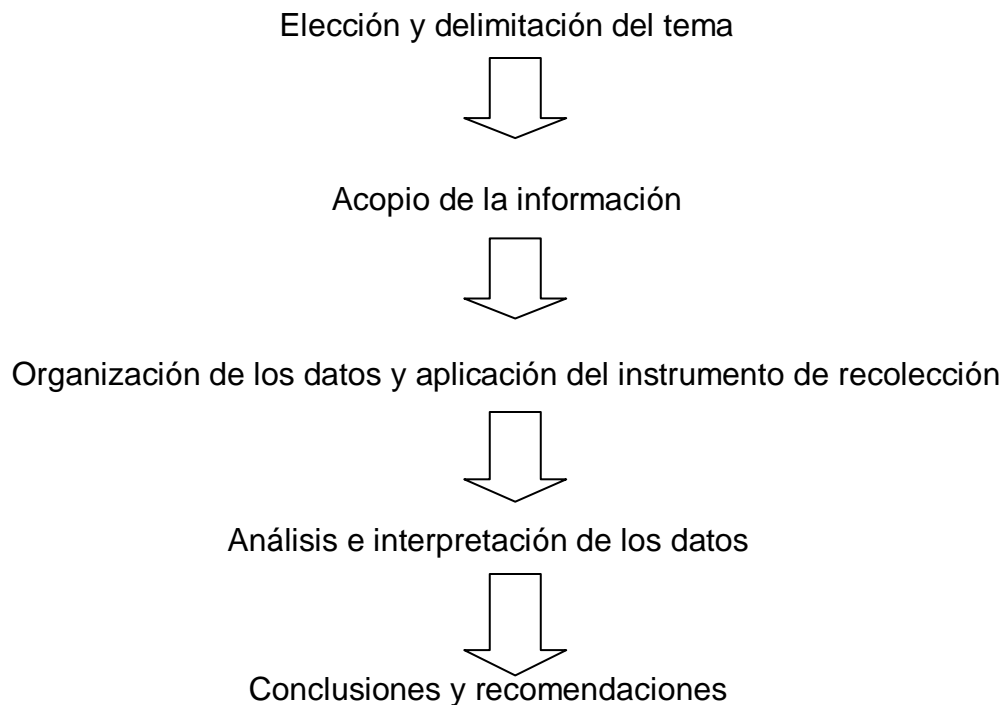 Elección y delimitación del tema
Acopio de la información
Organización de los datos y aplicación del instrumento de recolección
Análisis e interpretación de los datos
Conclusiones y recomendaciones